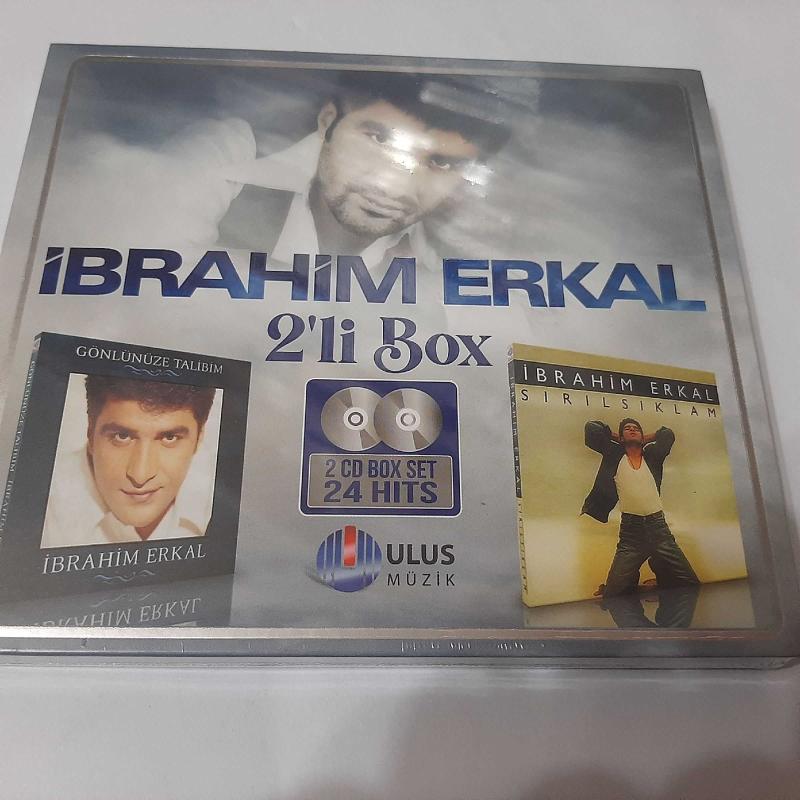 İBRAHİM ERKAL
2'li Box
GÖNLÜNÜZE TALİBİM
İBRAHİM ERKAL
2 CD BOX SET
24 HITS
ULUS
MÜZİK
İBRAHİM ERKAL
SIRILSIKLAM